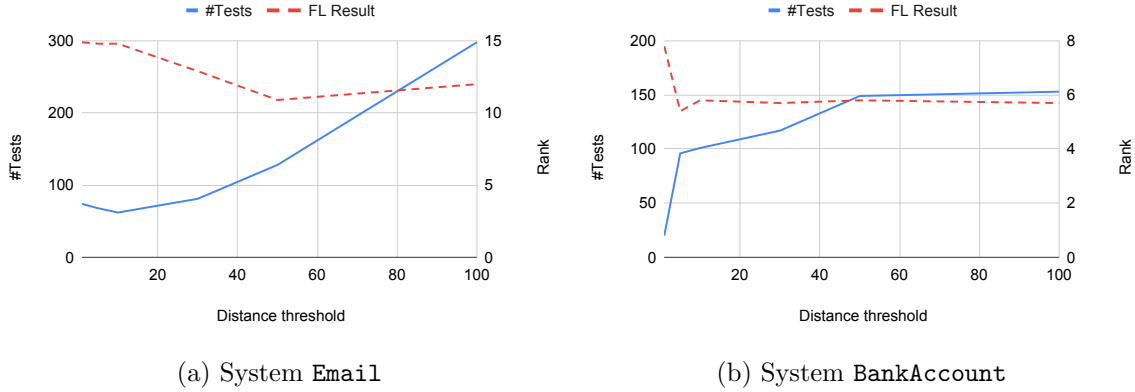 #Tests FL Result
300
200
100
0
15
10
5
0
20 40 60 80 100
#Tests
Rank
Distance threshold
(a) System Email
#Tests FL Result
200
150
100
50
0
8
6
4
2
0
20 40 60 80 100
#Tests
Rank
Distance threshold
(b) System BankAccount